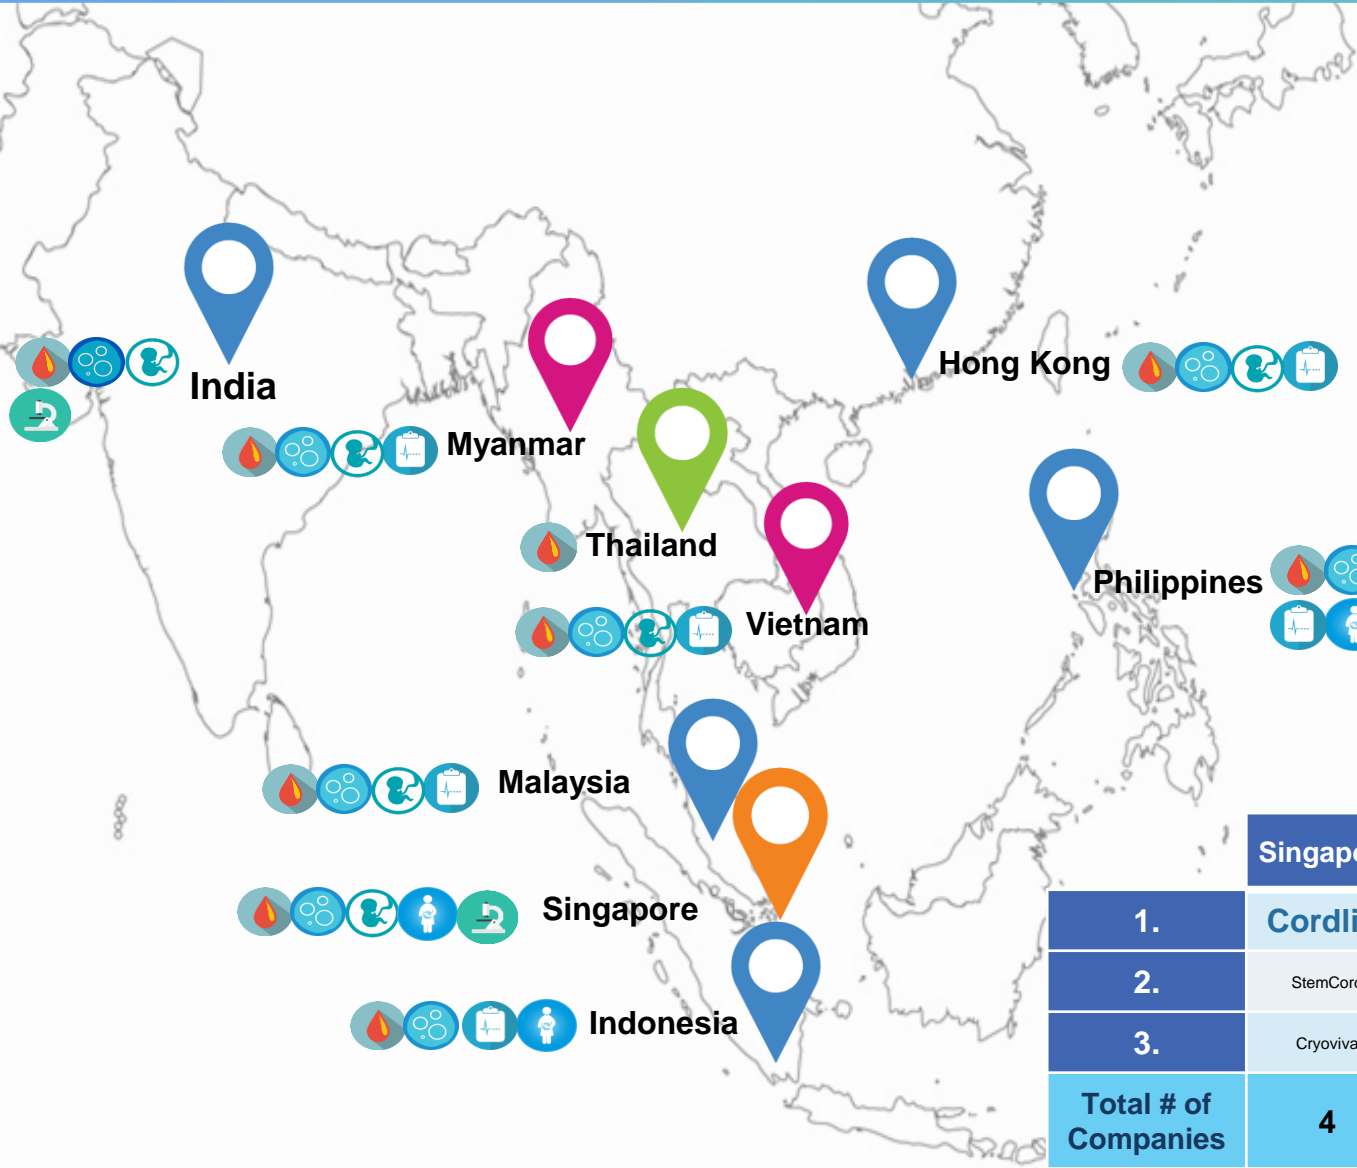 India
Hong Kong
Myanmar
Thailand
Philippines
Vietnam
Malaysia
Singapore
Indonesia
1.
2.
3.
Total # of
Companies
4